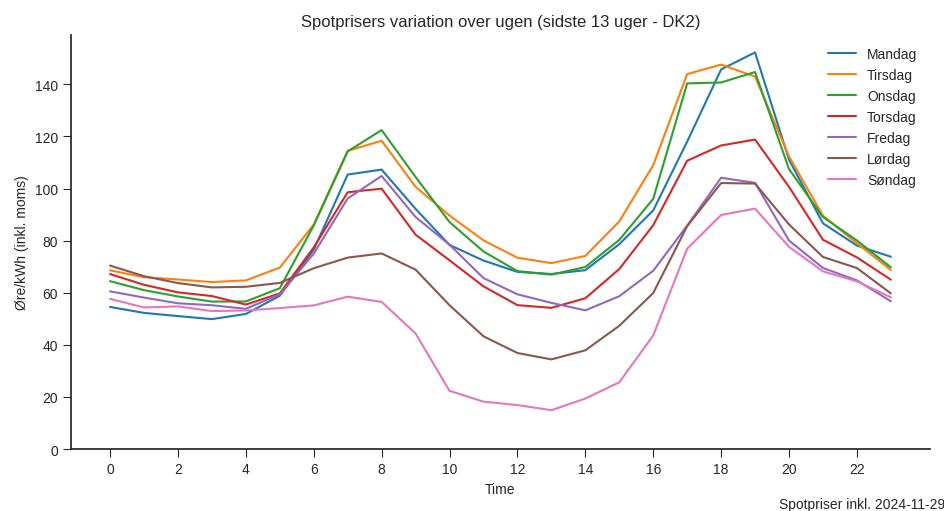 Spotprisers variation over ugen (sidste 13 uger - DK2)
Øre/kWh (inkl. moms)
140
120
100
80
60
40
20
0
0 2 4 6 8 10 12 14 16 18 20 22
Time
Mandag
Tirsdag
Onsdag
Torsdag
Fredag
Lørdag
Søndag
Spotpriser inkl. 2024-11-29